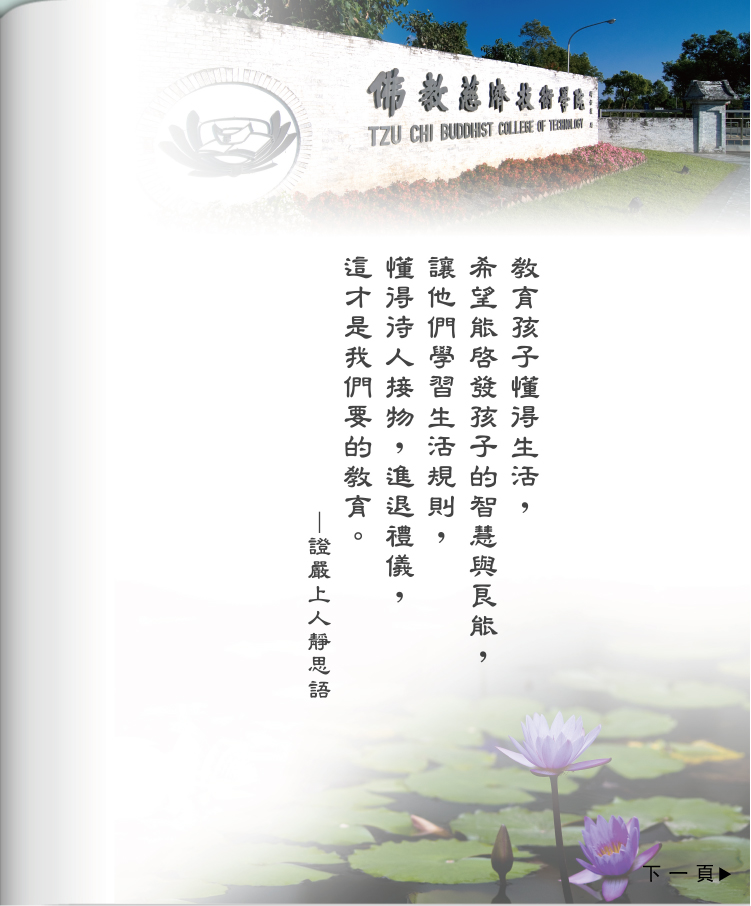 佛教慈濟技術學院
TZU CHI BUDDHIST COLLEGE OF TECHNOLOGY
教育孩子懂得生活，
希望能啓發孩子的智慧與良能，
讓他們學習生活規則，
懂得待人接物，進退禮儀，
這才是我們要的教育。
—證嚴上人靜思語
下一頁▶